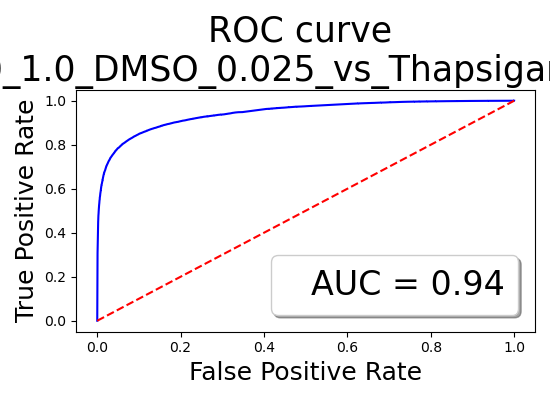 ROC curve
_1.0_DMSO_0.025_vs_Thapsigar
True Positive Rate
1.0
0.8
0.6
0.4
0.2
0.0
AUC = 0.94
0.0 0.2 0.4 0.6 0.8 1.0
False Positive Rate